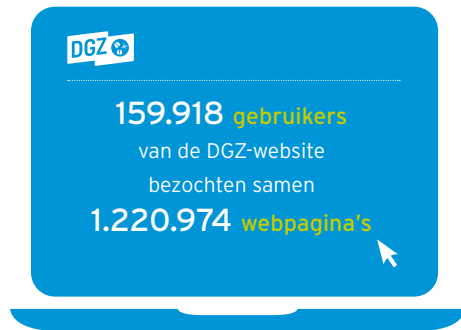 DGZ
159.918 gebruikers
van de DGZ-website
bezochten samen
1.220.974 webpagina's